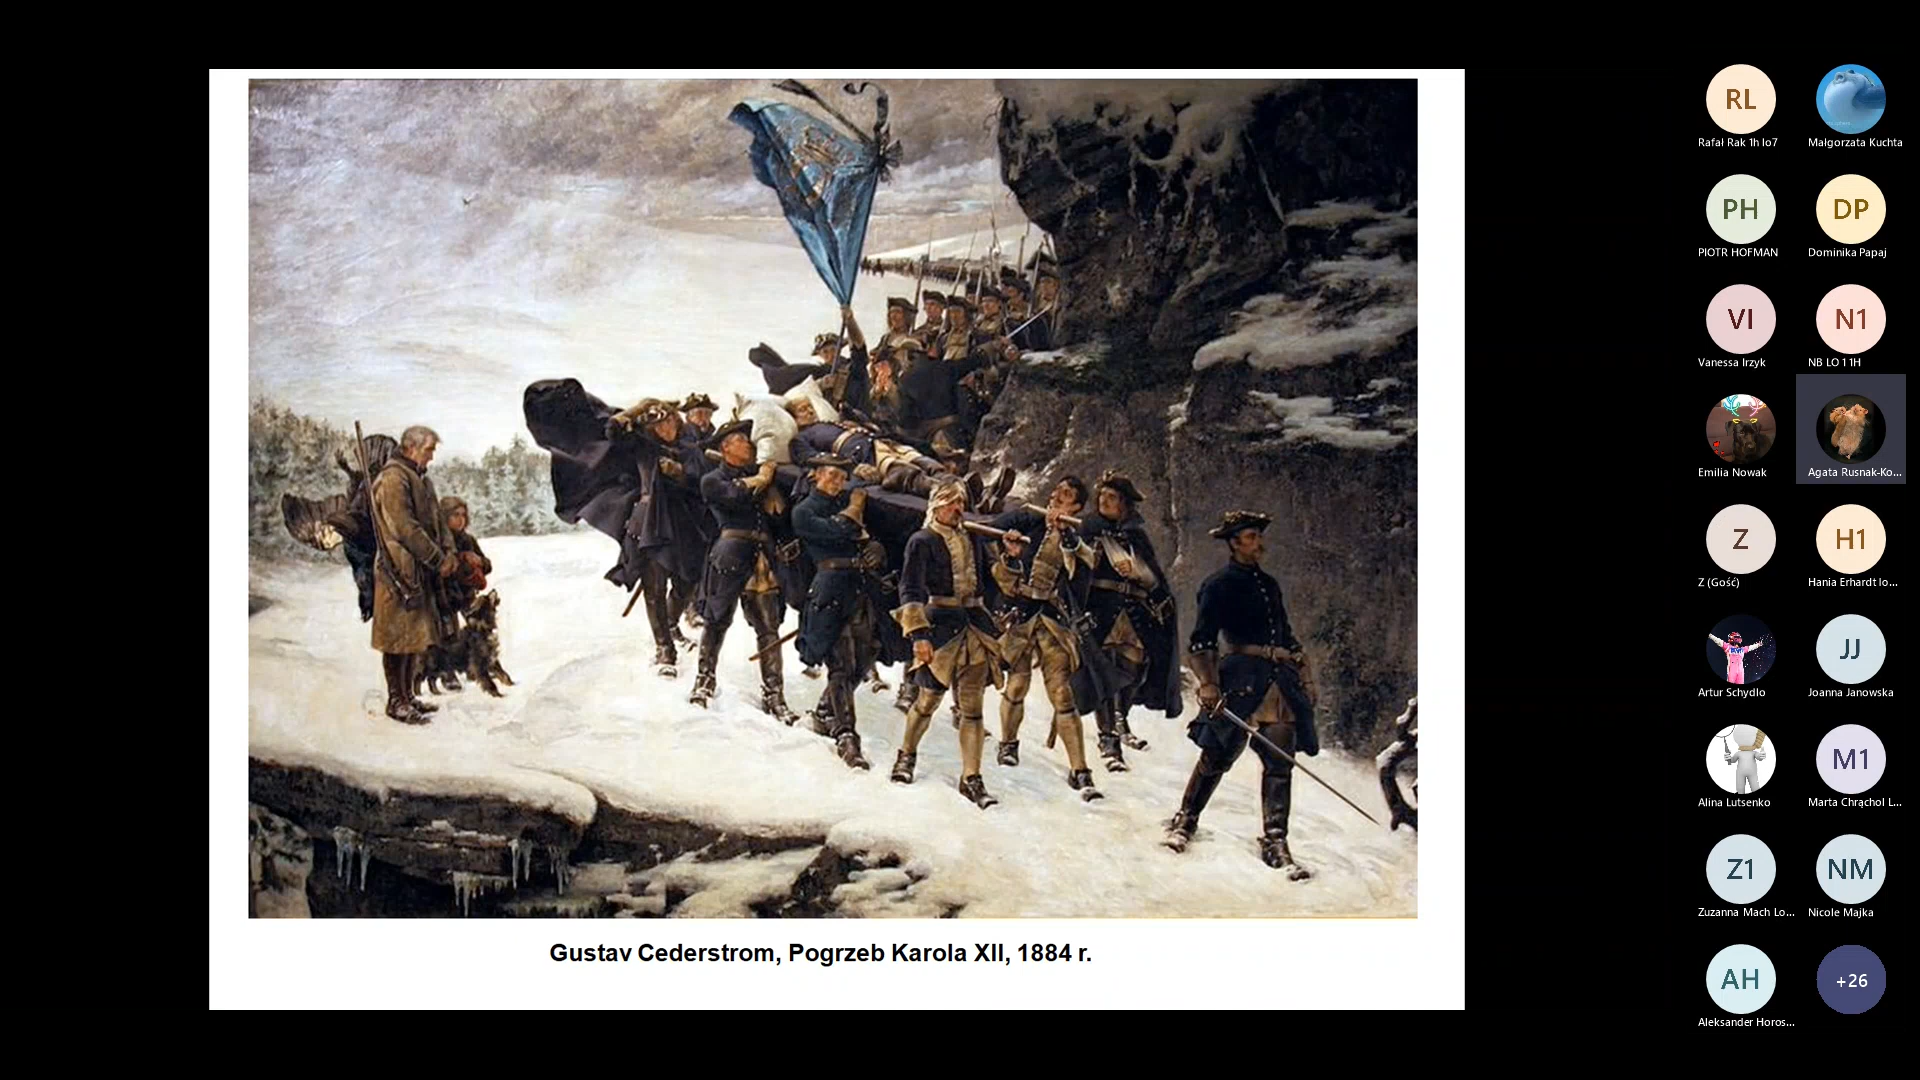 Gustav Cederstrom, Pogrzeb Karola XII, 1884 r.
RL
Rafał Rak 1h lo7
Małgorzata Kuchta
PH
PIOTR HOFMAN
DP
Dominika Papaj
VI
Vanessa Irzyk
N1
NB LO 1 1H
Emilia Nowak
Agata Rusnak-Ko...
Z
Z (Gość)
H1
Hania Erhardt lo...
Artur Schydlo
JJ
Joanna Janowska
Alina Lutsenko
M1
Marta Chrąchol L...
Z1
Zuzanna Mach Lo...
NM
Nicole Majka
AH
Aleksander Horos...
+26